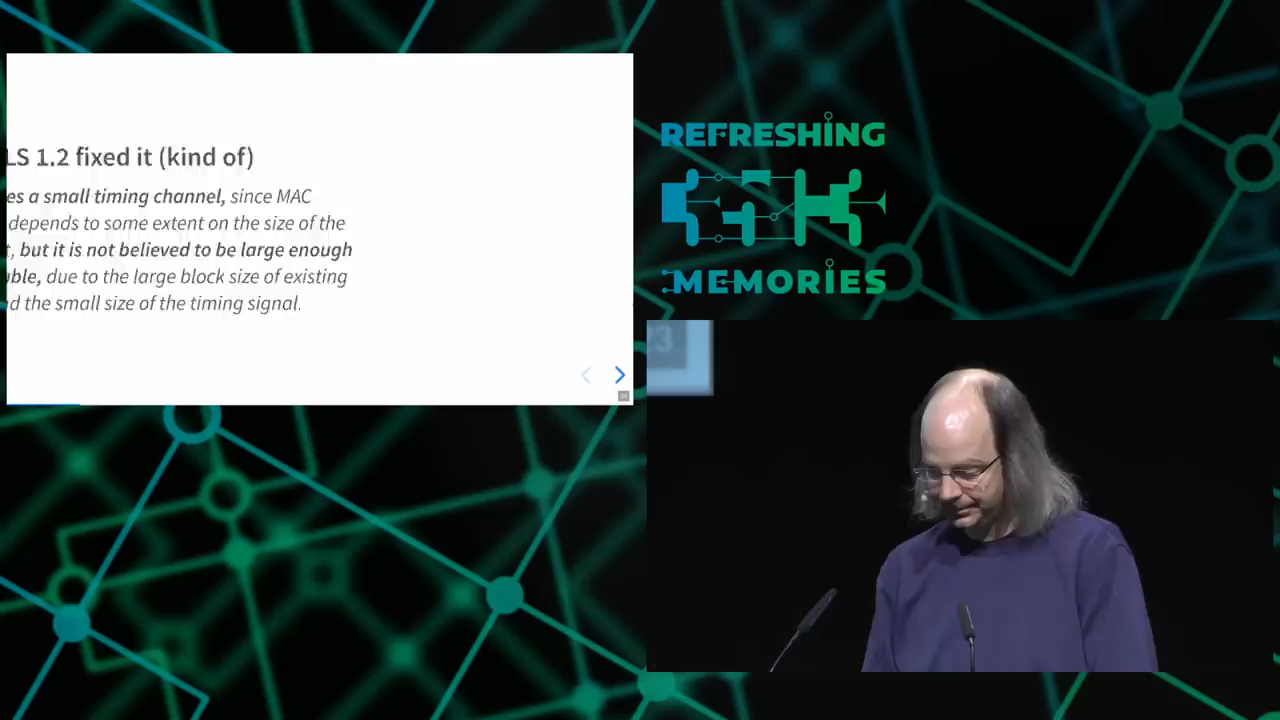 LS 1.2 fixed it (kind of)
es a small timing channel, since MAC
depends to some extent on the size of the
t, but it is not believed to be large enough
ble, due to the large block size of existing
d the small size of the timing signal.
REFRESHING
MEMORIES
23